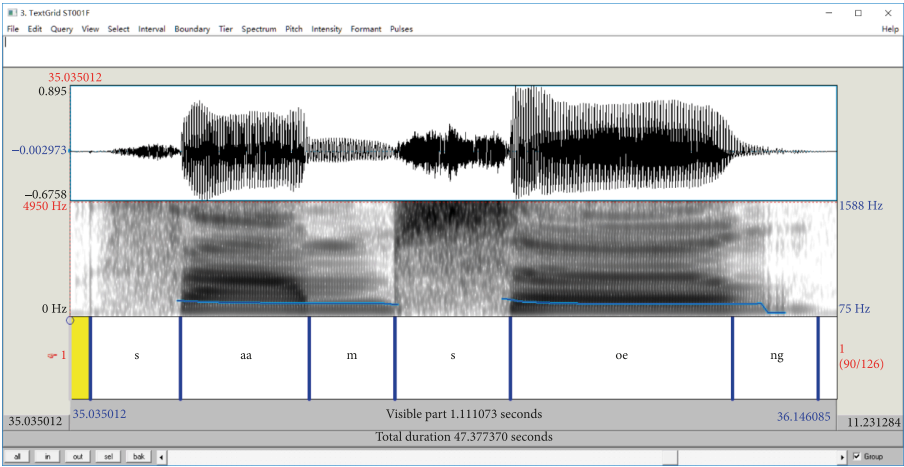 3. TextGrid ST001F
File Edit Query View Select Interval Boundary Tier Spectrum Pitch Intensity Formant Pulses Help
35.035012
0.895
−0.002973
−0.6758
4950 Hz 1588 Hz
0 Hz 75 Hz
1 s aa m s oe ng 1
(90/126)
35.035012 35.035012 Visible part 1.111073 seconds 36.146085 11.231284
Total duration 47.377370 seconds
all in out sel bak Group